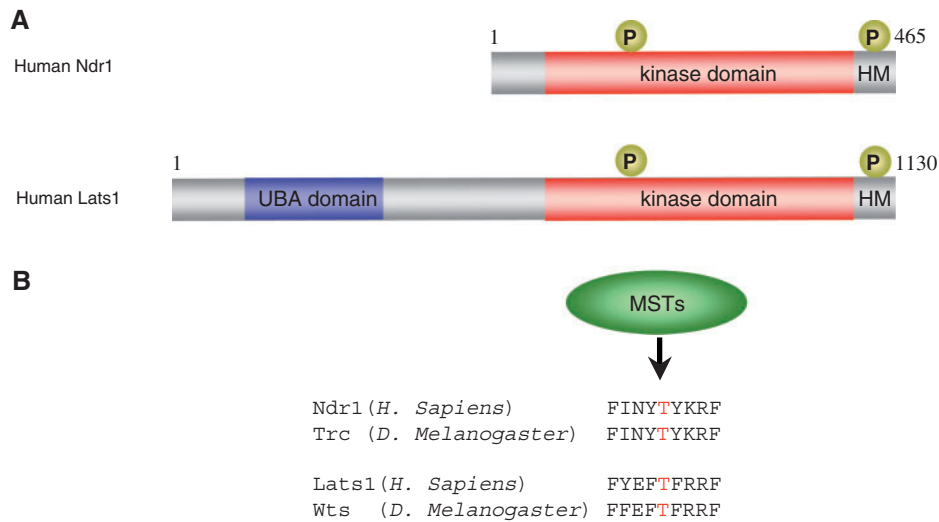 A
1 P P 465
Human Ndr1 kinase domain HM
1 P P 1130
Human Lats1 UBA domain kinase domain HM
B
MSTs
Ndr1(H. Sapiens) FINYTYKRF
Trc (D. Melanogaster) FINYTYKRF
Lats1(H. Sapiens) FYEFTFRRF
Wts (D. Melanogaster) FFEFTFRRF